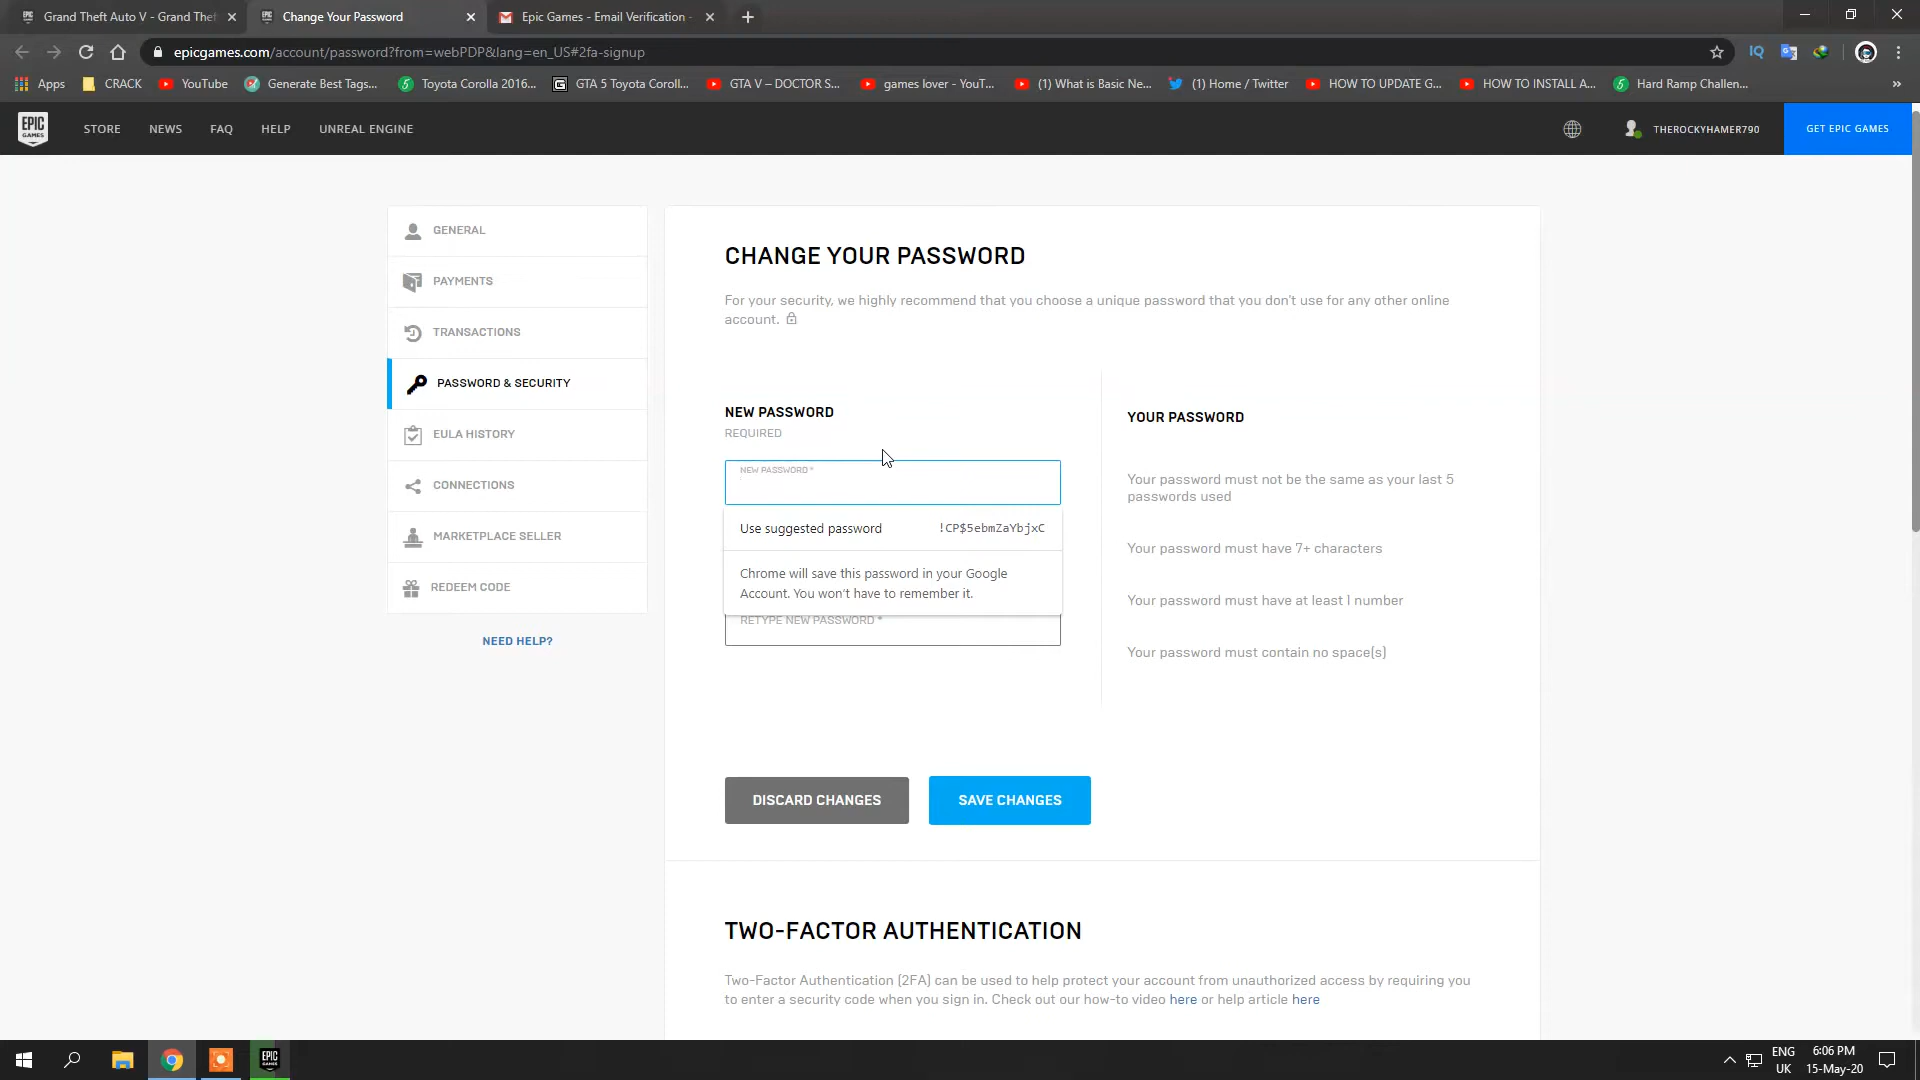 Grand Theft Auto V - Grand Thef
Change Your Password
Epic Games - Email Verification -
epicgames.com/account/password?from=webPDP&lang=en_US#2fa-signup
Apps
CRACK
YouTube
Generate Best Tags...
Toyota Corolla 2016...
GTA 5 Toyota Coroll...
GTA V – DOCTOR S...
games lover - YouT...
(1) What is Basic Ne...
(1) Home / Twitter
HOW TO UPDATE G...
HOW TO INSTALL A...
Hard Ramp Challen...
EPIC
GAMES
STORE
NEWS
FAQ
HELP
UNREAL ENGINE
THEROCKYHAMER790
GET EPIC GAMES
GENERAL
PAYMENTS
TRANSACTIONS
PASSWORD & SECURITY
EULA HISTORY
CONNECTIONS
MARKETPLACE SELLER
REDEEM CODE
NEED HELP?
CHANGE YOUR PASSWORD
For your security, we highly recommend that you choose a unique password that you don't use for any other online
account.
NEW PASSWORD
REQUIRED
NEW PASSWORD *
Use suggested password !CP$5ebmZaYbjxC
Chrome will save this password in your Google
Account. You won't have to remember it.
RETYPE NEW PASSWORD *
YOUR PASSWORD
Your password must not be the same as your last 5
passwords used
Your password must have 7+ characters
Your password must have at least 1 number
Your password must contain no space(s)
DISCARD CHANGES
SAVE CHANGES
TWO-FACTOR AUTHENTICATION
Two-Factor Authentication (2FA) can be used to help protect your account from unauthorized access by requiring you
to enter a security code when you sign in. Check out our how-to video here or help article here
EPIC
GAMES
ENG
UK
6:06 PM
15-May-20